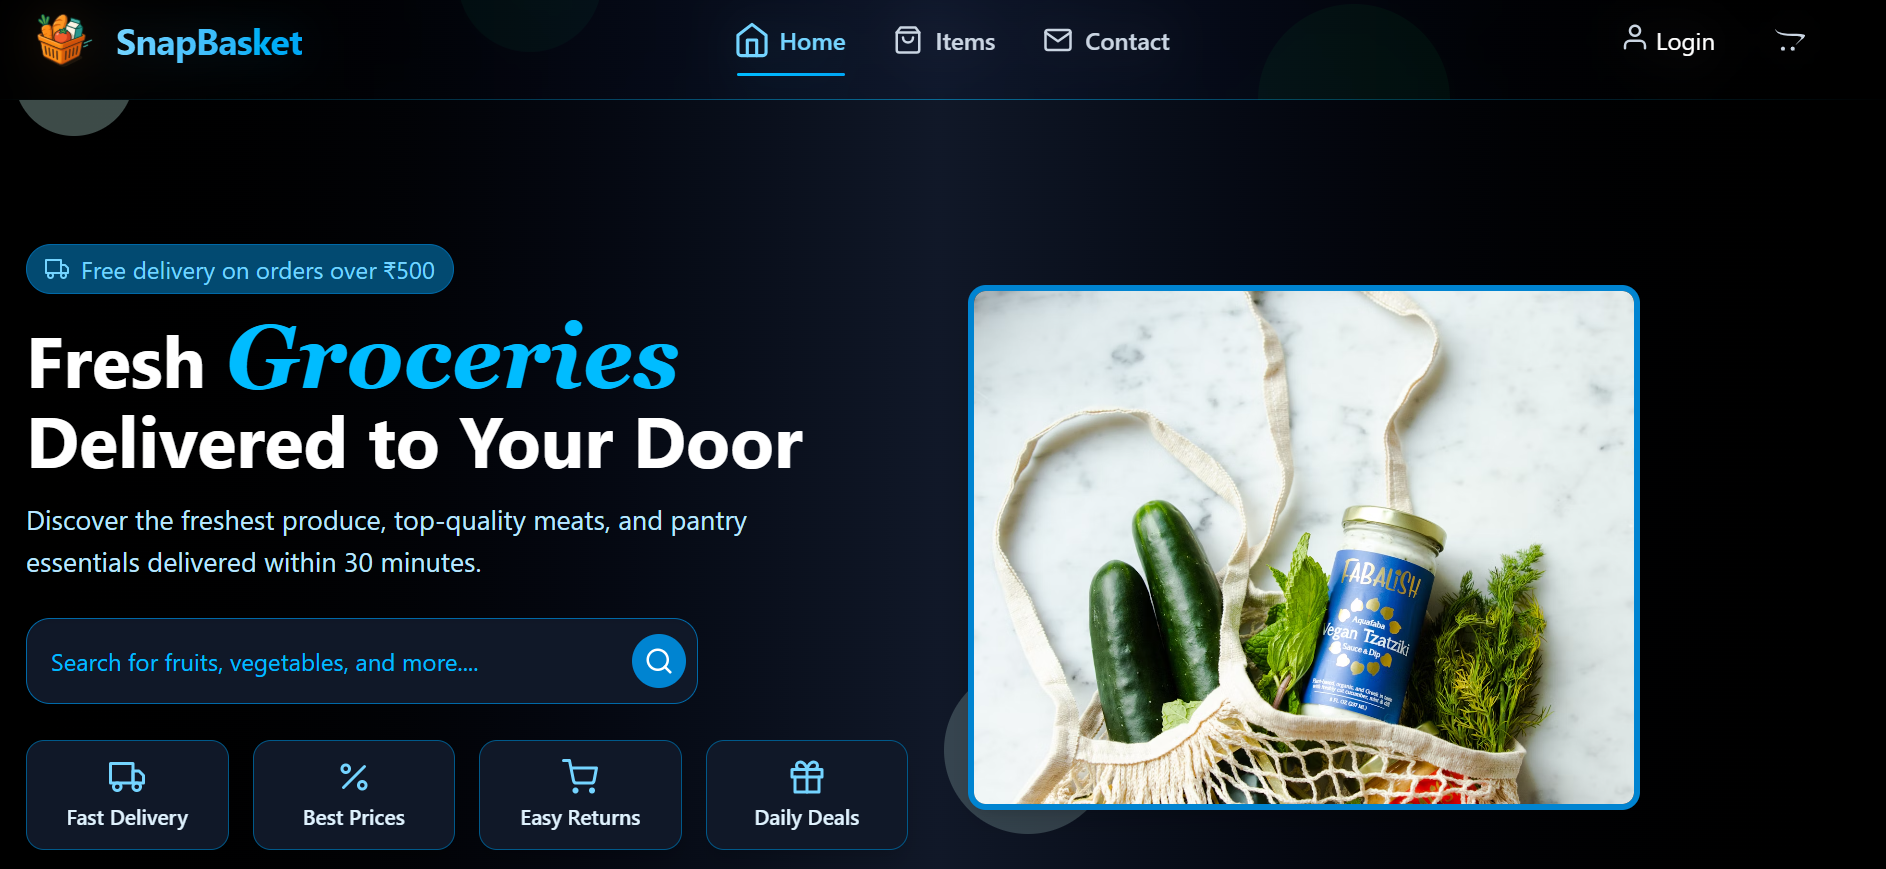 SnapBasket
Home
Items
Contact
Login
Free delivery on orders over ₹500
Fresh Groceries
Delivered to Your Door
Discover the freshest produce, top-quality meats, and pantry
essentials delivered within 30 minutes.
Search for fruits, vegetables, and more....
Fast Delivery
Best Prices
Easy Returns
Daily Deals
FABALISH
Aquafaba
Vegan Tzatziki
Sauce & Dip